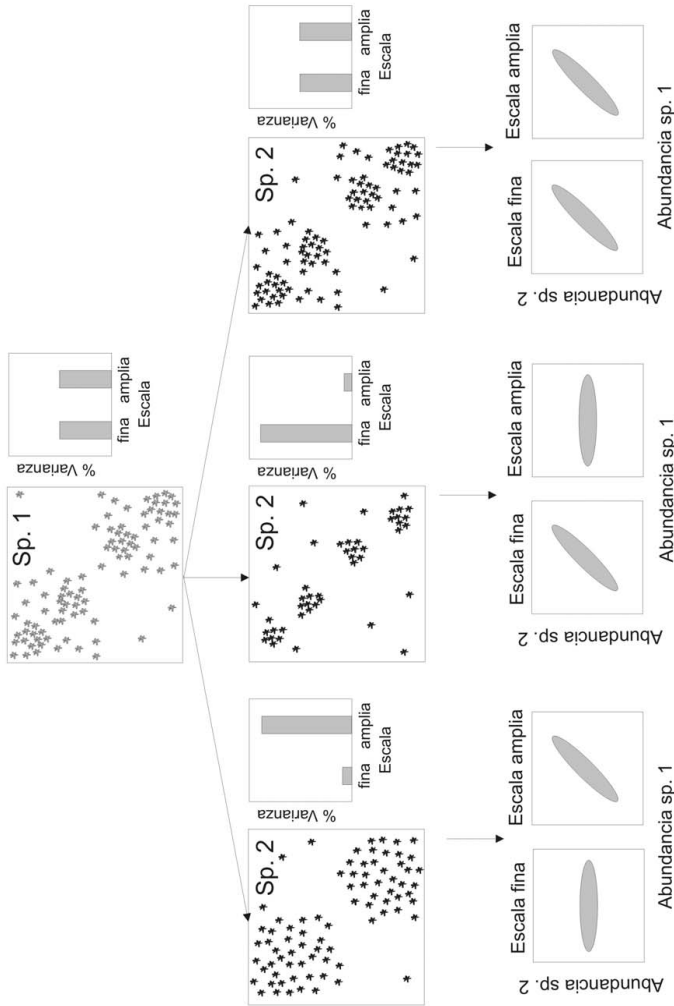 Sp. 1
% Varianza
fina amplia
Escala
Sp. 2
% Varianza
fina amplia
Escala
Sp. 2
% Varianza
fina amplia
Escala
Sp. 2
% Varianza
fina amplia
Escala
Escala fina
Escala amplia
Abundancia sp. 2
Abundancia sp. 1
Escala fina
Escala amplia
Abundancia sp. 2
Abundancia sp. 1
Escala fina
Escala amplia
Abundancia sp. 2
Abundancia sp. 1